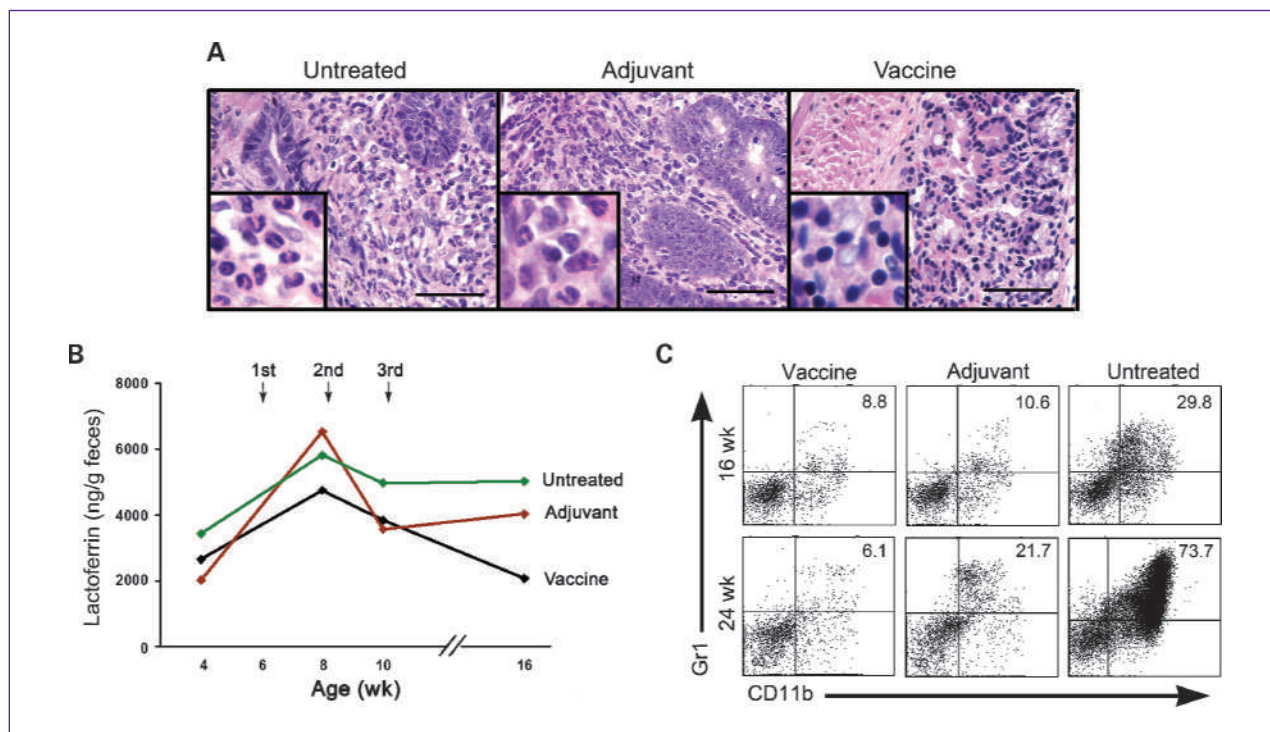 A
Untreated Adjuvant Vaccine
B
1st 2nd 3rd
8000
6000
4000
2000
0
Lactoferrin (ng/g feces)
Untreated
Adjuvant
Vaccine
4 6 8 10 16
Age (wk)
C
Vaccine Adjuvant Untreated
16 wk
8.8 10.6 29.8
24 wk
6.1 21.7 73.7
Gr1
CD11b